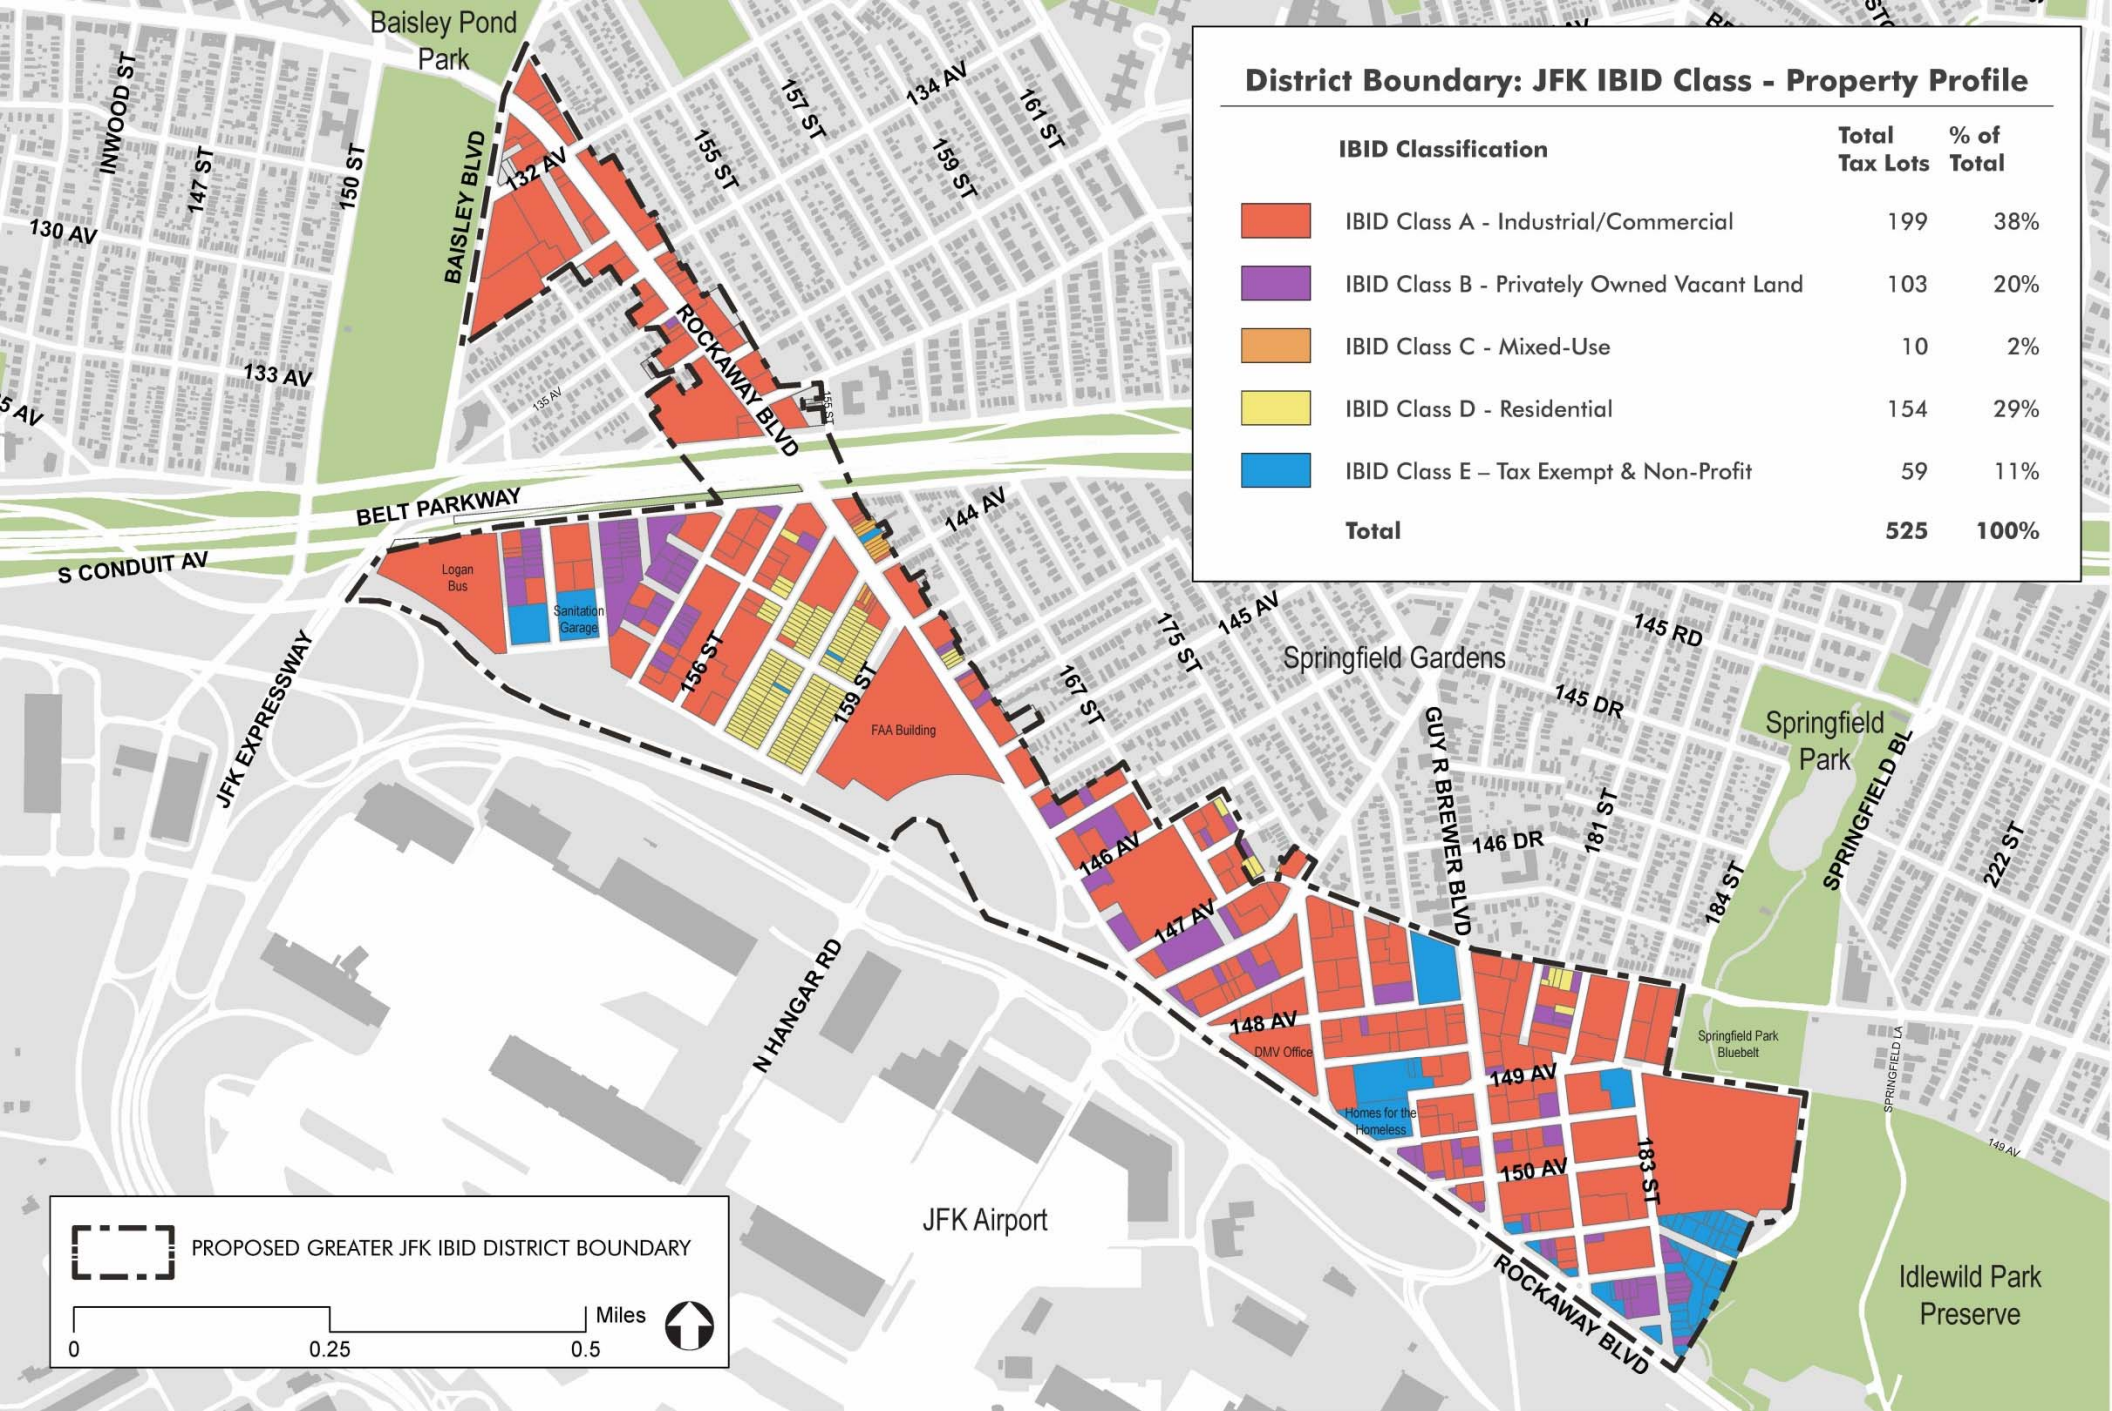 Baisley Pond
Park
INWOOD ST
147 ST
150 ST
BAISLEY BLVD
132 AV
155 ST
157 ST
134 AV
159 ST
161 ST
130 AV
133 AV
5 AV
135 AV
ROCKAWAY BLVD
155 ST
BELT PARKWAY
S CONDUIT AV
144 AV
District Boundary: JFK IBID Class - Property Profile
IBID Classification Total Tax Lots % of Total
IBID Class A - Industrial/Commercial 199 38%
IBID Class B - Privately Owned Vacant Land 103 20%
IBID Class C - Mixed-Use 10 2%
IBID Class D - Residential 154 29%
IBID Class E – Tax Exempt & Non-Profit 59 11%
Total 525 100%
Logan
Bus
Sanitation
Garage
156 ST
159 ST
FAA Building
JFK EXPRESSWAY
145 AV
175 ST
167 ST
Springfield Gardens
145 RD
145 DR
Springfield
Park
SPRINGFIELD BL
GUY R BREWER BLVD
146 DR
181 ST
184 ST
222 ST
146 AV
147 AV
148 AV
DMV Office
N HANGAR RD
149 AV
Springfield Park
Bluebelt
SPRINGFIELD LA
149 AV
Homes for the
Homeless
150 AV
183 ST
JFK Airport
ROCKAWAY BLVD
Idlewild Park
Preserve
PROPOSED GREATER JFK IBID DISTRICT BOUNDARY
Miles
0 0.25 0.5